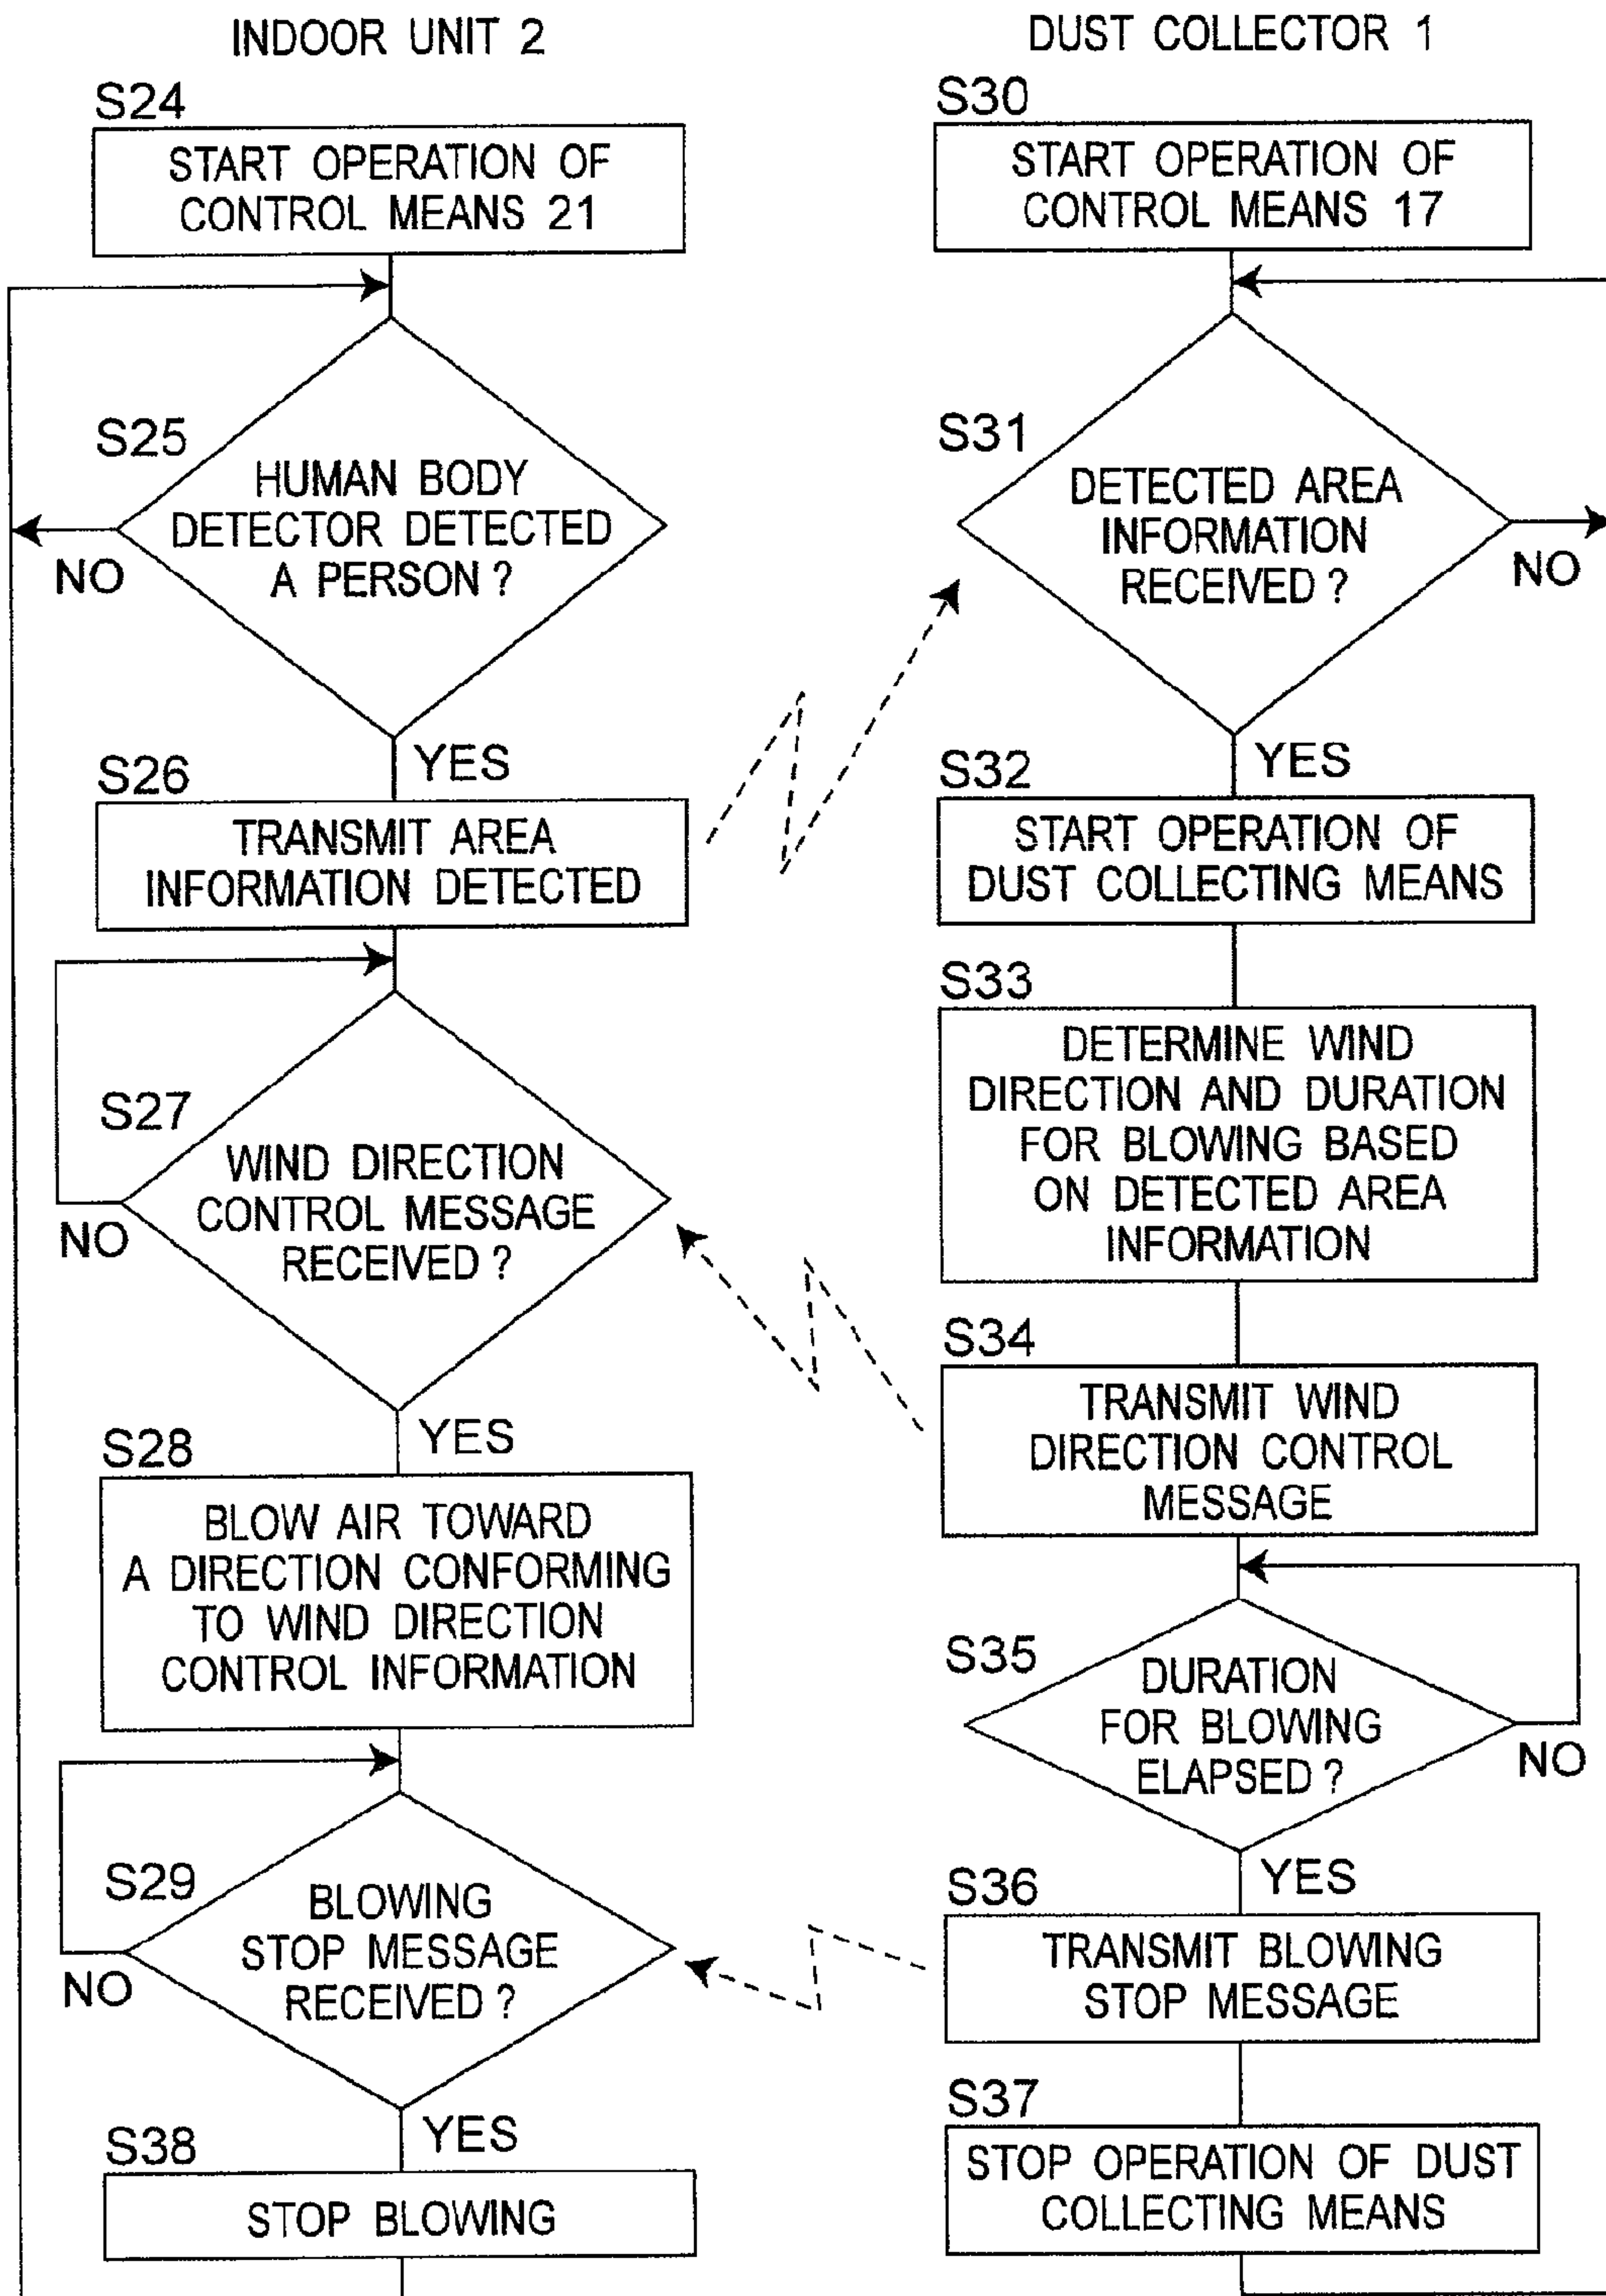 INDOOR UNIT 2
S24
START OPERATION OF
CONTROL MEANS 21
S25
HUMAN BODY
DETECTOR DETECTED
A PERSON ?
NO
YES
S26
TRANSMIT AREA
INFORMATION DETECTED
S27
WIND DIRECTION
CONTROL MESSAGE
RECEIVED ?
NO
YES
S28
BLOW AIR TOWARD
A DIRECTION CONFORMING
TO WIND DIRECTION
CONTROL INFORMATION
S29
BLOWING
STOP MESSAGE
RECEIVED ?
NO
YES
S38
STOP BLOWING
DUST COLLECTOR 1
S30
START OPERATION OF
CONTROL MEANS 17
S31
DETECTED AREA
INFORMATION
RECEIVED ?
NO
YES
S32
START OPERATION OF
DUST COLLECTING MEANS
S33
DETERMINE WIND
DIRECTION AND DURATION
FOR BLOWING BASED
ON DETECTED AREA
INFORMATION
S34
TRANSMIT WIND
DIRECTION CONTROL
MESSAGE
S35
DURATION
FOR BLOWING
ELAPSED ?
NO
YES
S36
TRANSMIT BLOWING
STOP MESSAGE
S37
STOP OPERATION OF DUST
COLLECTING MEANS